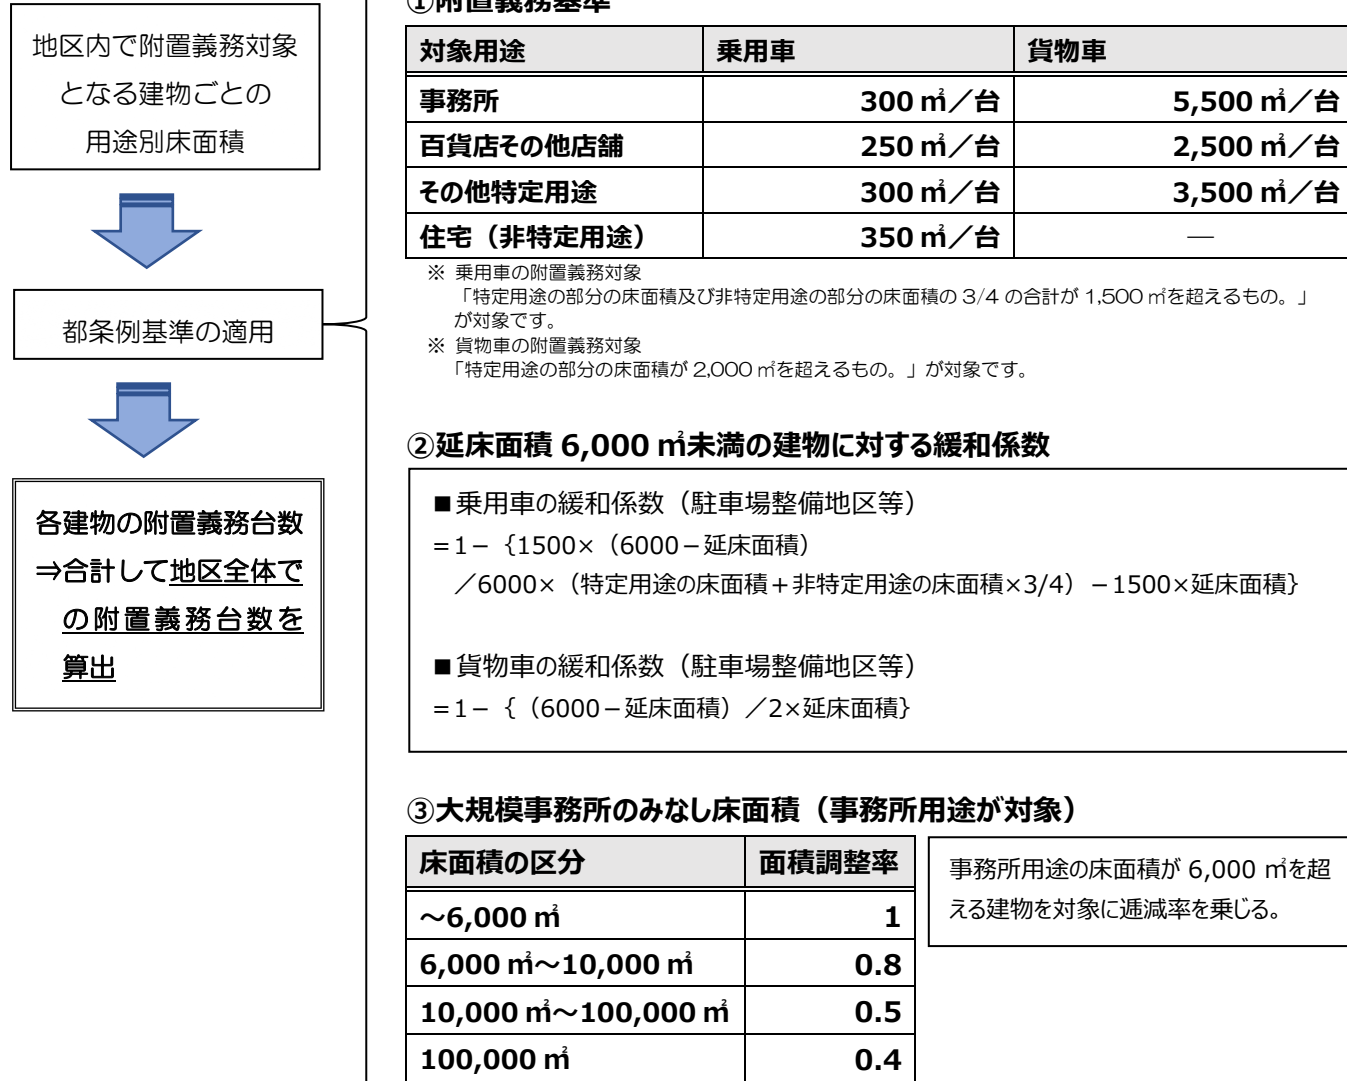 地区内で附置義務対象
となる建物ごとの
用途別床面積
都条例基準の適用
各建物の附置義務台数
⇒合計して地区全体で
の附置義務台数を
算出
①附置義務基準
対象用途 乗用車 貨物車
事務所 300㎡／台 5,500㎡／台
百貨店その他店舗 250㎡／台 2,500㎡／台
その他特定用途 300㎡／台 3,500㎡／台
住宅（非特定用途） 350㎡／台 ―
※ 乗用車の附置義務対象
「特定用途の部分の床面積及び非特定用途の部分の床面積の 3/4 の合計が 1,500 ㎡を超えるもの。」
が対象です。
※ 貨物車の附置義務対象
「特定用途の部分の床面積が 2,000 ㎡を超えるもの。」が対象です。
②延床面積 6,000 ㎡未満の建物に対する緩和係数
■乗用車の緩和係数（駐車場整備地区等）
＝1－｛1500×（6000－延床面積）
／6000×（特定用途の床面積＋非特定用途の床面積×3/4）－1500×延床面積｝
■貨物車の緩和係数（駐車場整備地区等）
＝1－｛（6000－延床面積）／2×延床面積｝
③大規模事務所のみなし床面積（事務所用途が対象）
床面積の区分 面積調整率
～6,000 ㎡ 1
6,000 ㎡～10,000 ㎡ 0.8
10,000 ㎡～100,000 ㎡ 0.5
100,000 ㎡ 0.4
事務所用途の床面積が 6,000 ㎡を超
える建物を対象に逓減率を乗じる。